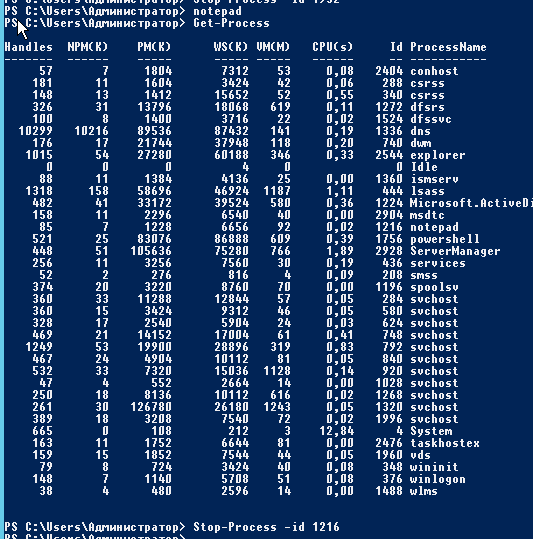 PS C:\Users\Администратор> Stop-Process -id 1932
PS C:\Users\Администратор> notepad
PS C:\Users\Администратор> Get-Process
Handles NPM(K) PM(K) WS(K) VM(M) CPU(s) Id ProcessName
------- ------ ----- ----- ----- ------ -- -----------
57 7 1804 7312 53 0,08 2404 conhost
181 11 1604 3424 42 0,06 288 csrss
148 13 1412 15652 52 0,55 340 csrss
326 31 13796 18068 619 0,11 1272 dfsrs
100 8 1400 3716 22 0,02 1524 dfssvc
10299 10216 89536 87432 141 0,19 1336 dns
176 17 21744 37948 118 0,20 740 dwm
1015 54 27280 60188 346 0,33 2544 explorer
0 0 0 4 0 0 Idle
88 11 1384 4136 25 0,00 1360 ismserv
1318 158 58696 46924 1187 1,11 444 lsass
482 41 33172 39524 580 0,36 1224 Microsoft.ActiveDi
158 11 2296 6540 40 0,00 2904 msdtc
85 7 1228 6656 92 0,02 1216 notepad
521 25 83076 86888 609 0,39 1756 powershell
448 51 105636 75280 766 1,89 2928 ServerManager
256 11 3256 7560 30 0,19 436 services
52 2 276 816 4 0,09 208 smss
374 20 3220 8760 70 0,00 1196 spoolsv
360 33 11288 12844 57 0,05 284 svchost
360 15 3424 9312 46 0,05 580 svchost
328 17 2540 5904 24 0,03 624 svchost
469 21 14152 17004 61 0,41 748 svchost
1249 53 19900 28896 319 0,83 792 svchost
467 24 4904 10112 81 0,05 840 svchost
532 33 7320 15036 1128 0,14 920 svchost
47 4 552 2664 14 0,00 1028 svchost
250 18 8136 10112 616 0,02 1268 svchost
261 30 126780 26180 1243 0,05 1320 svchost
389 18 3208 7540 72 0,02 1996 svchost
665 0 108 212 3 12,84 4 System
163 11 1752 6644 81 0,00 2476 taskhostex
159 15 1852 7544 44 0,05 1960 vds
79 8 724 3424 40 0,08 348 wininit
148 7 1140 5708 51 0,08 376 winlogon
38 4 480 2596 14 0,00 1488 wlms
PS C:\Users\Администратор> Stop-Process -id 1216
PS C:\Users\Администратор>